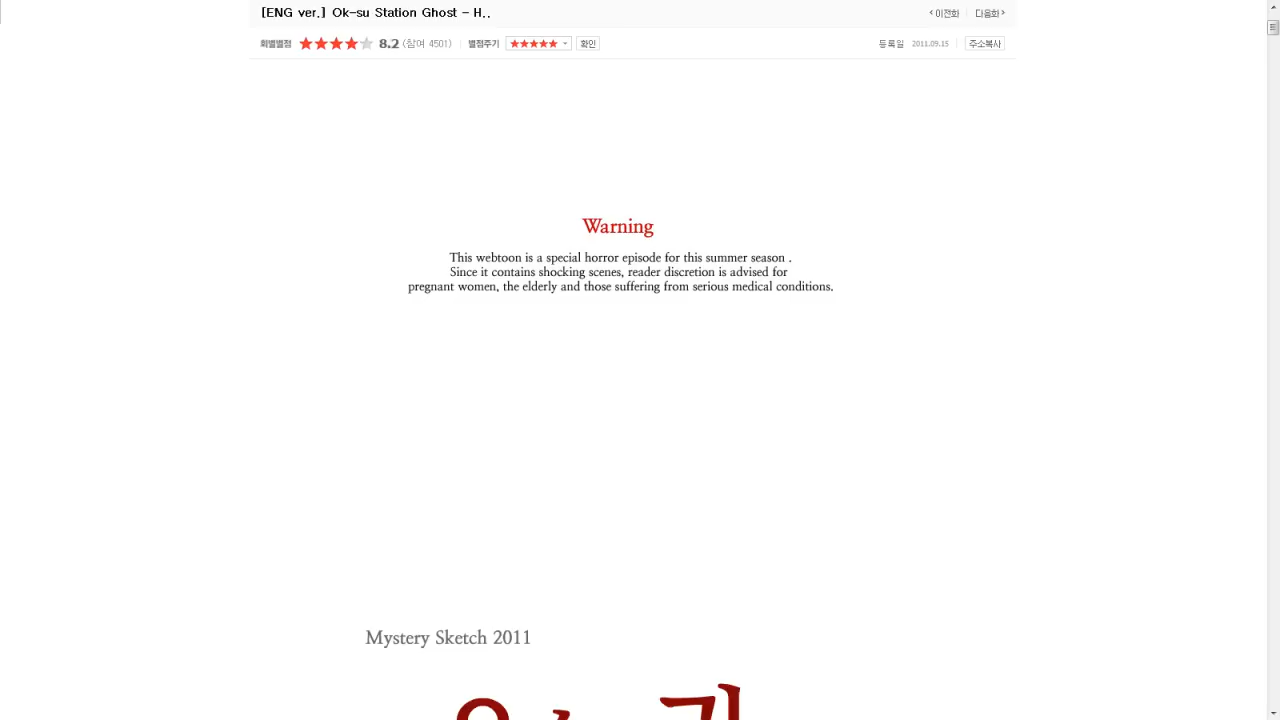 [ENG ver.] Ok-su Station Ghost - H..
이전화 다음화
회별별점 8.2 (참여 4501) 별점주기 확인 등록일 2011.09.15 주소복사
Warning
This webtoon is a special horror episode for this summer season .
Since it contains shocking scenes, reader discretion is advised for
pregnant women, the elderly and those suffering from serious medical conditions.
Mystery Sketch 2011